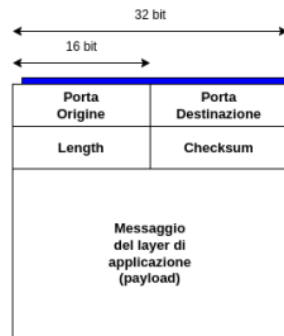 32 bit
16 bit
Porta
Origine
Porta
Destinazione
Length
Checksum
Messaggio
del layer di
applicazione
(payload)